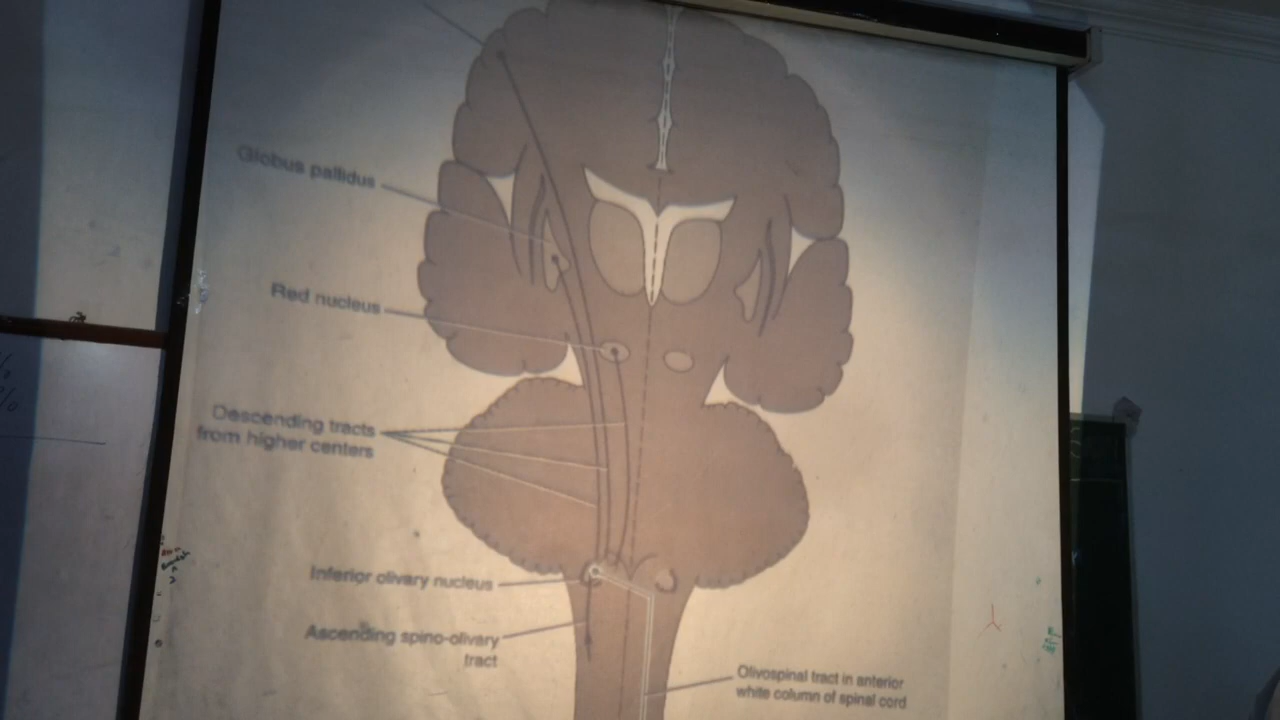 Globus pallidus
Red nucleus
Descending tracts
from higher centers
Inferior olivary nucleus
Ascending spino-olivary
tract
Olivospinal tract in anterior
white column of spinal cord